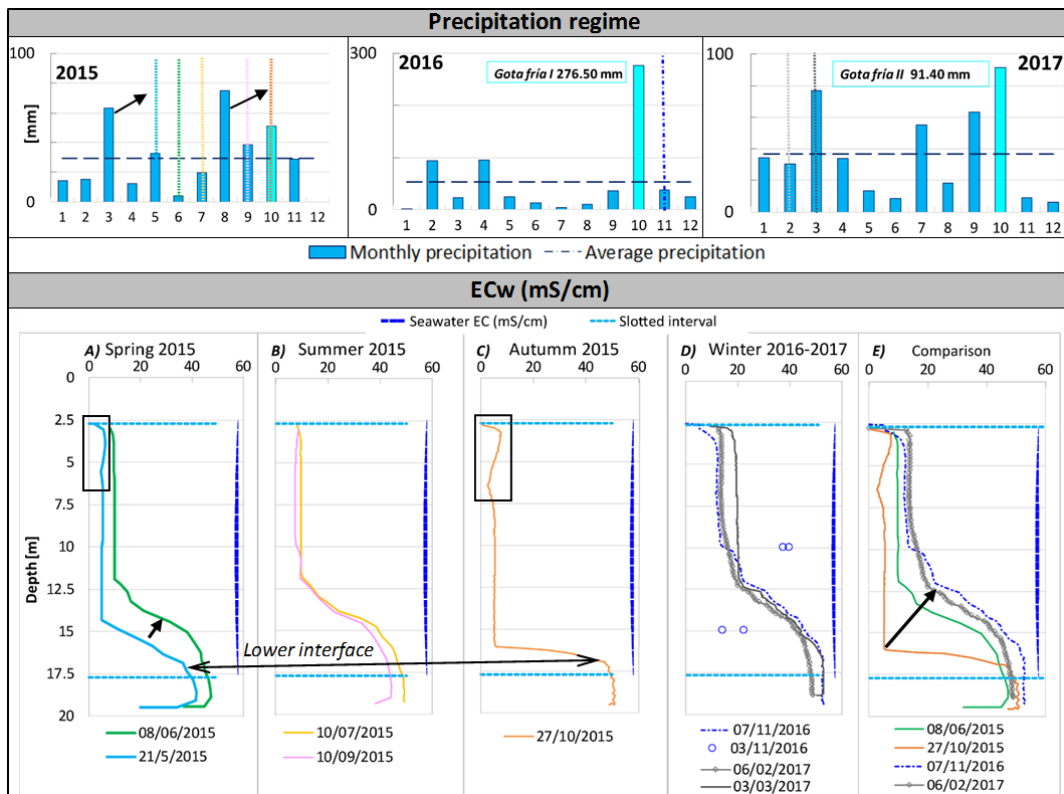 Precipitation regime
100
[mm]
0
2015
1 2 3 4 5 6 7 8 9 10 11 12
300
0
2016
Gota fría I 276.50 mm
1 2 3 4 5 6 7 8 9 10 11 12
100
0
Gota fría II 91.40 mm
2017
1 2 3 4 5 6 7 8 9 10 11 12
Monthly precipitation Average precipitation
ECw (mS/cm)
Seawater EC (mS/cm) Slotted interval
A) Spring 2015 B) Summer 2015 C) Autumm 2015 D) Winter 2016-2017 E) Comparison
0 20 40 60 0 20 40 60 0 20 40 60 0 20 40 60 0 20 40 60
0
2.5
5
7.5
10
12.5
15
17.5
20
Depth [m]
Lower interface
08/06/2015
21/5/2015
10/07/2015
10/09/2015
27/10/2015
07/11/2016
03/11/2016
06/02/2017
03/03/2017
08/06/2015
27/10/2015
07/11/2016
06/02/2017